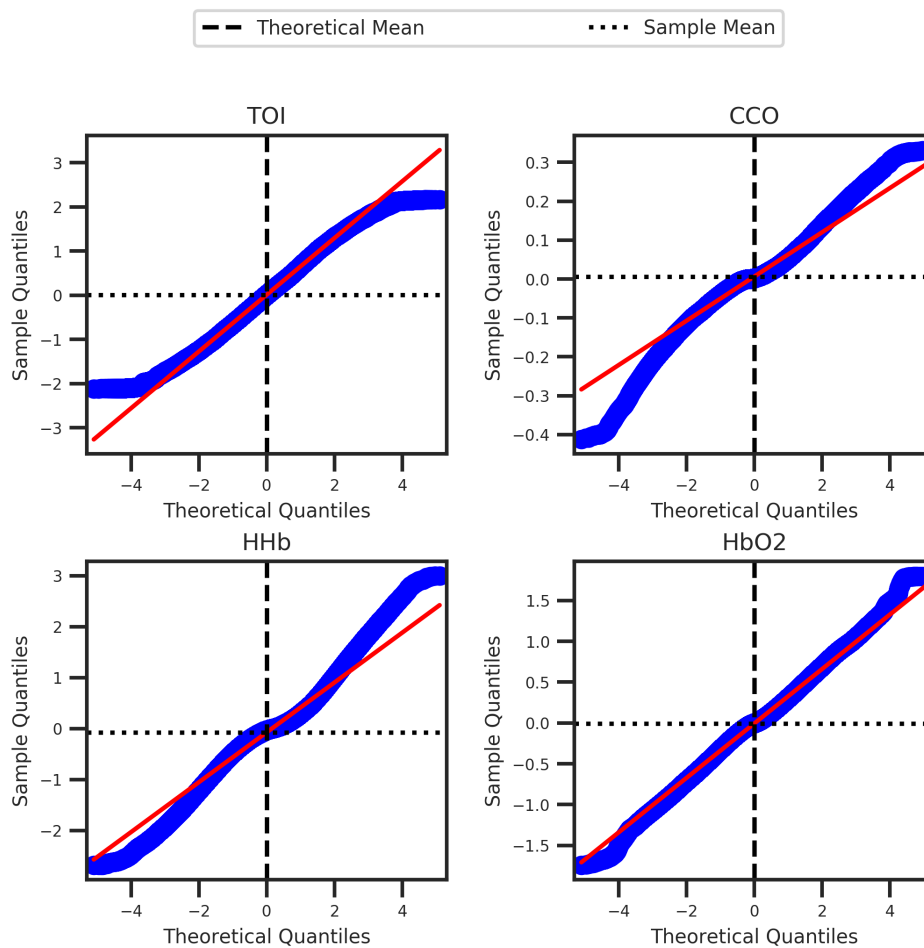 Theoretical Mean Sample Mean
TOI
3
2
1
0
−1
−2
−3
Sample Quantiles
−4 −2 0 2 4
Theoretical Quantiles
CCO
0.3
0.2
0.1
0.0
−0.1
−0.2
−0.3
−0.4
Sample Quantiles
−4 −2 0 2 4
Theoretical Quantiles
HHb
3
2
1
0
−1
−2
Sample Quantiles
−4 −2 0 2 4
Theoretical Quantiles
HbO2
1.5
1.0
0.5
0.0
−0.5
−1.0
−1.5
Sample Quantiles
−4 −2 0 2 4
Theoretical Quantiles